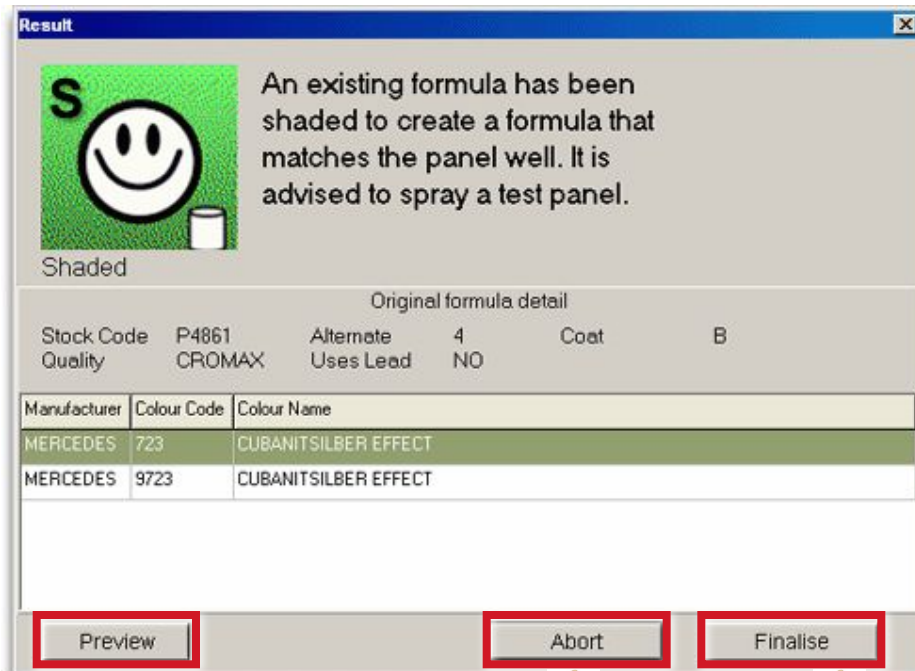 Result
S
An existing formula has been
shaded to create a formula that
matches the panel well. It is
advised to spray a test panel.
Shaded
Original formula detail
Stock Code P4861 Alternate 4 Coat B
Quality CROMAX Uses Lead NO
Manufacturer Colour Code Colour Name
MERCEDES 723 CUBANITSILBER EFFECT
MERCEDES 9723 CUBANITSILBER EFFECT
Preview Abort Finalise